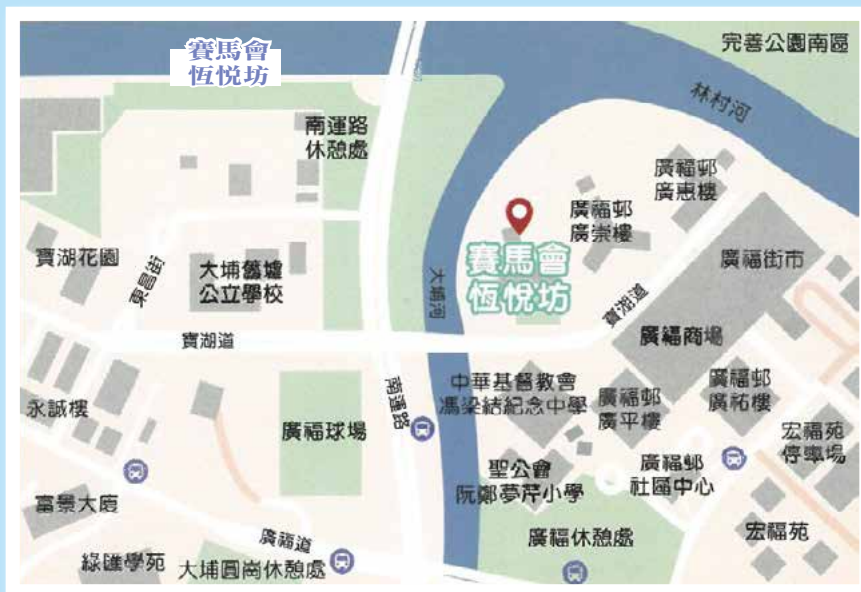 賽馬會
恆悅坊
完善公園南區
林村河
南運路
休憩處
廣福邨
廣惠樓
廣福邨
廣崇樓
寶湖花園
東昌街
大埔舊墟
公立學校
賽馬會
恆悅坊
大埔河
廣福街市
寶湖道
寶湖道
廣福商場
永誠樓
廣福球場
南運路
中華基督教會
馮梁結紀念中學
廣福邨
廣平樓
廣福邨
廣祐樓
宏福苑
停車場
聖公會
阮鄭夢芹小學
廣福邨
社區中心
富景大廈
廣福道
廣福休憩處
宏福苑
綠匯學苑
大埔圓崗休憩處